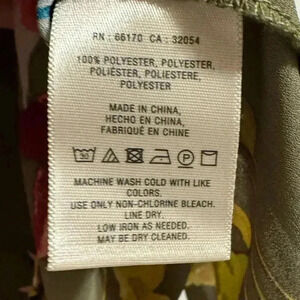 RN : 66170 CA : 32054
100% POLYESTER, POLYESTER,
POLIÉSTER, POLIESTERE,
POLYESTER
MADE IN CHINA,
HECHO EN CHINA,
FABRIQUÉ EN CHINE
30 P
MACHINE WASH COLD WITH LIKE
COLORS.
USE ONLY NON-CHLORINE BLEACH.
LINE DRY.
LOW IRON AS NEEDED.
MAY BE DRY CLEANED.